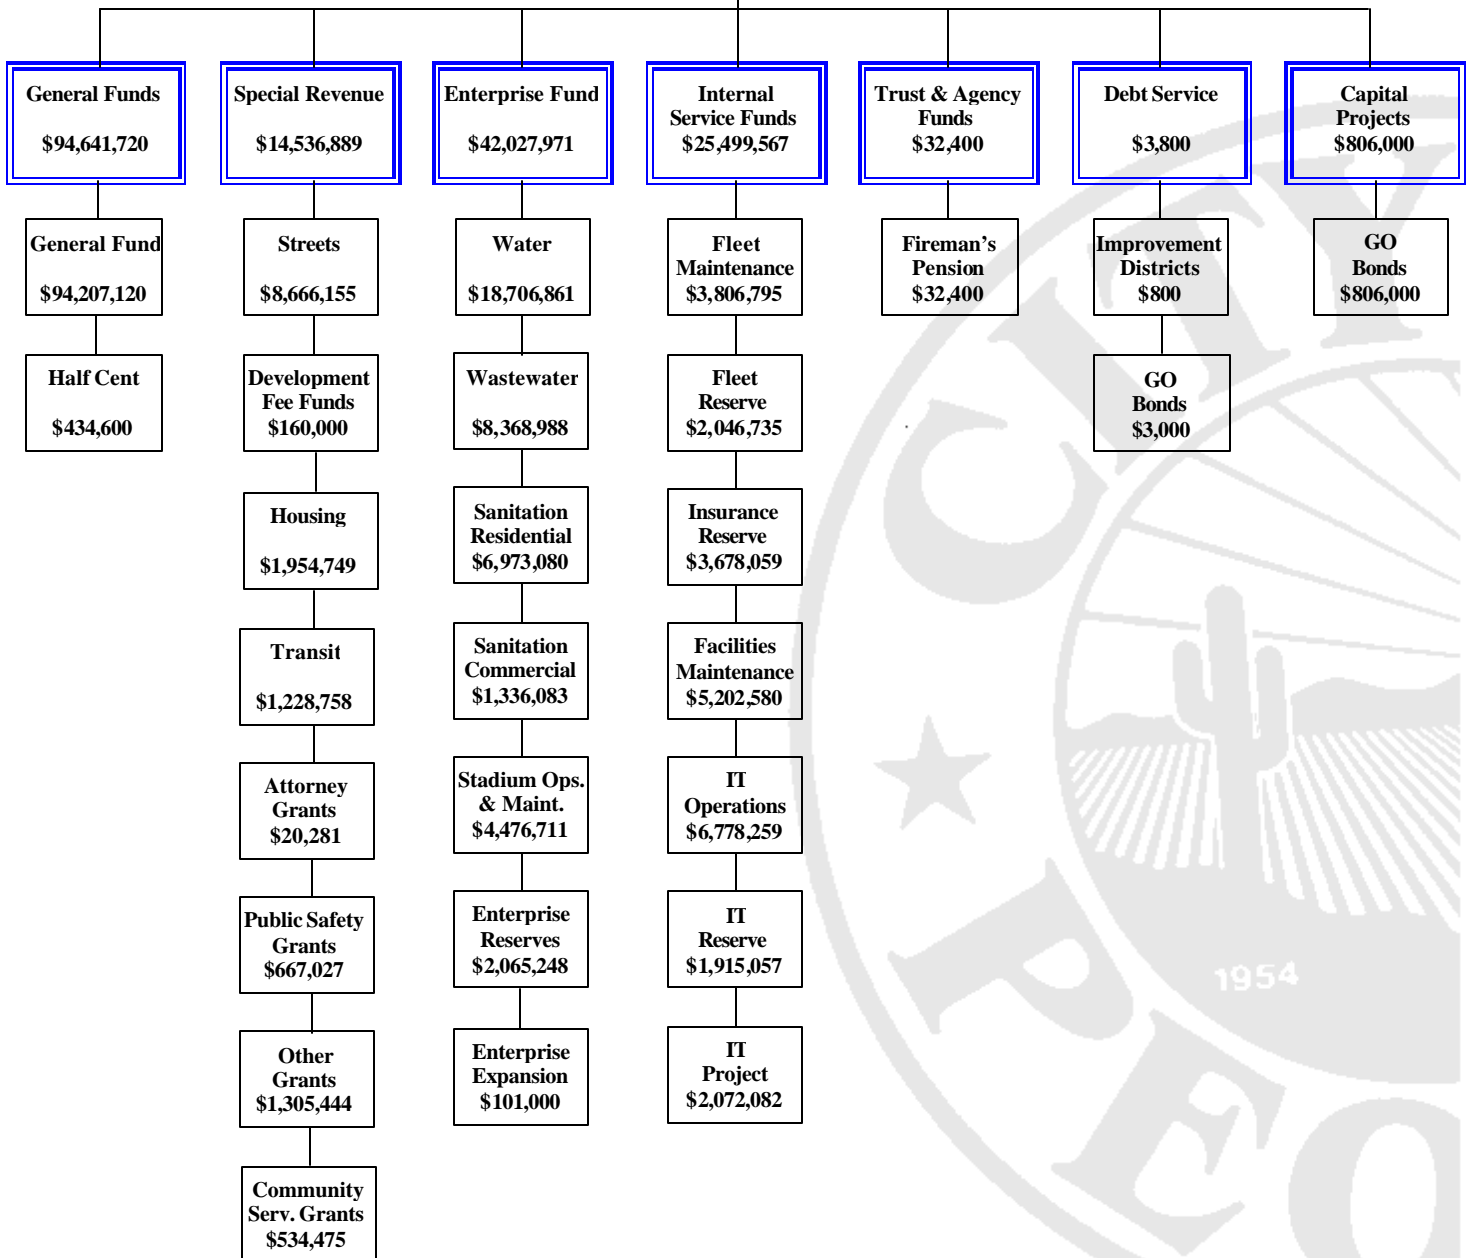 General Funds
$94,641,720
Special Revenue
$14,536,889
Enterprise Fund
$42,027,971
Internal
Service Funds
$25,499,567
Trust & Agency
Funds
$32,400
Debt Service
$3,800
Capital
Projects
$806,000
General Fund
$94,207,120
Half Cent
$434,600
Streets
$8,666,155
Development
Fee Funds
$160,000
Housing
$1,954,749
Transit
$1,228,758
Attorney
Grants
$20,281
Public Safety
Grants
$667,027
Other
Grants
$1,305,444
Community
Serv. Grants
$534,475
Water
$18,706,861
Wastewater
$8,368,988
Sanitation
Residential
$6,973,080
Sanitation
Commercial
$1,336,083
Stadium Ops.
& Maint.
$4,476,711
Enterprise
Reserves
$2,065,248
Enterprise
Expansion
$101,000
Fleet
Maintenance
$3,806,795
Fleet
Reserve
$2,046,735
Insurance
Reserve
$3,678,059
Facilities
Maintenance
$5,202,580
IT
Operations
$6,778,259
IT
Reserve
$1,915,057
IT
Project
$2,072,082
Fireman's
Pension
$32,400
Improvement
Districts
$800
GO
Bonds
$3,000
GO
Bonds
$806,000
CITY
PEO
1954